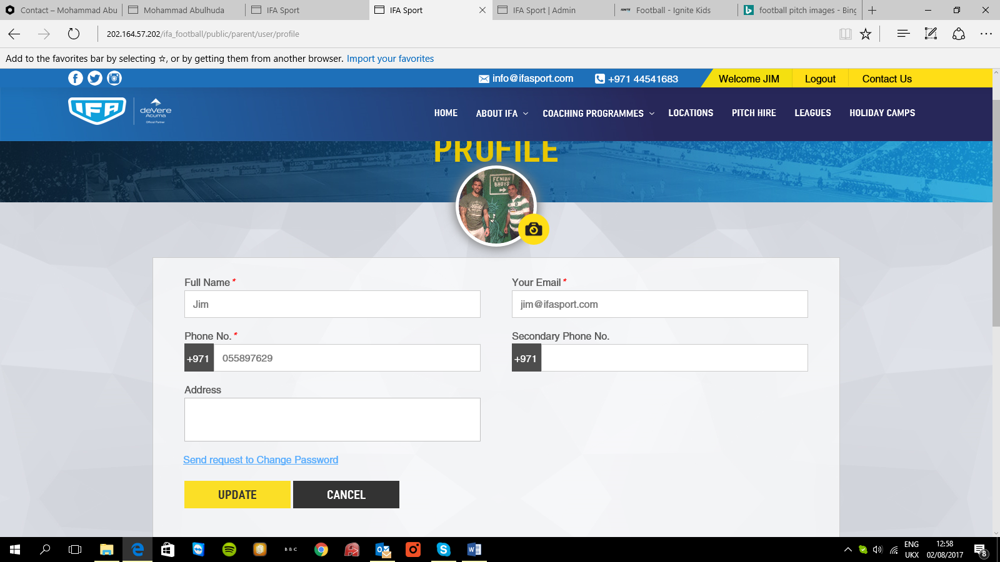 Contact – Mohammad Abu
Mohammad Abulhuda
IFA Sport
IFA Sport
IFA Sport | Admin
IGNITE Football - Ignite Kids
football pitch images - Bing
202.164.57.202/ifa_football/public/parent/user/profile
Add to the favorites bar by selecting ☆, or by getting them from another browser. Import your favorites
info@ifasport.com
+971 44541683
Welcome JIM
Logout
Contact Us
IFA
deVere
Acuma
Official Partner
HOME
ABOUT IFA
COACHING PROGRAMMES
LOCATIONS
PITCH HIRE
LEAGUES
HOLIDAY CAMPS
PROFILE
FENIAN
BHOYS
Full Name *
Your Email *
Jim
jim@ifasport.com
Phone No. *
Secondary Phone No.
+971 055897629
+971
Address
Send request to Change Password
UPDATE
CANCEL
BBC
ENG
UKX
12:58
02/08/2017
8